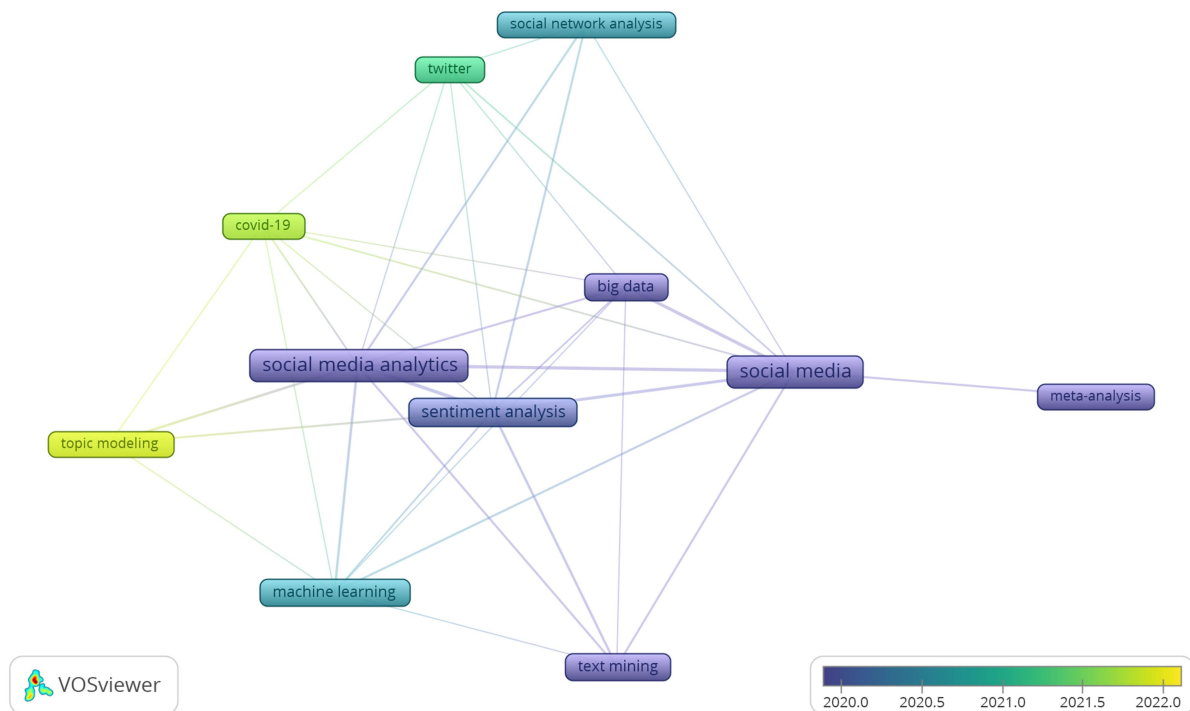 social network analysis
twitter
covid-19
big data
social media analytics
social media
meta-analysis
sentiment analysis
topic modeling
machine learning
text mining
VOSviewer
2020.0 2020.5 2021.0 2021.5 2022.0